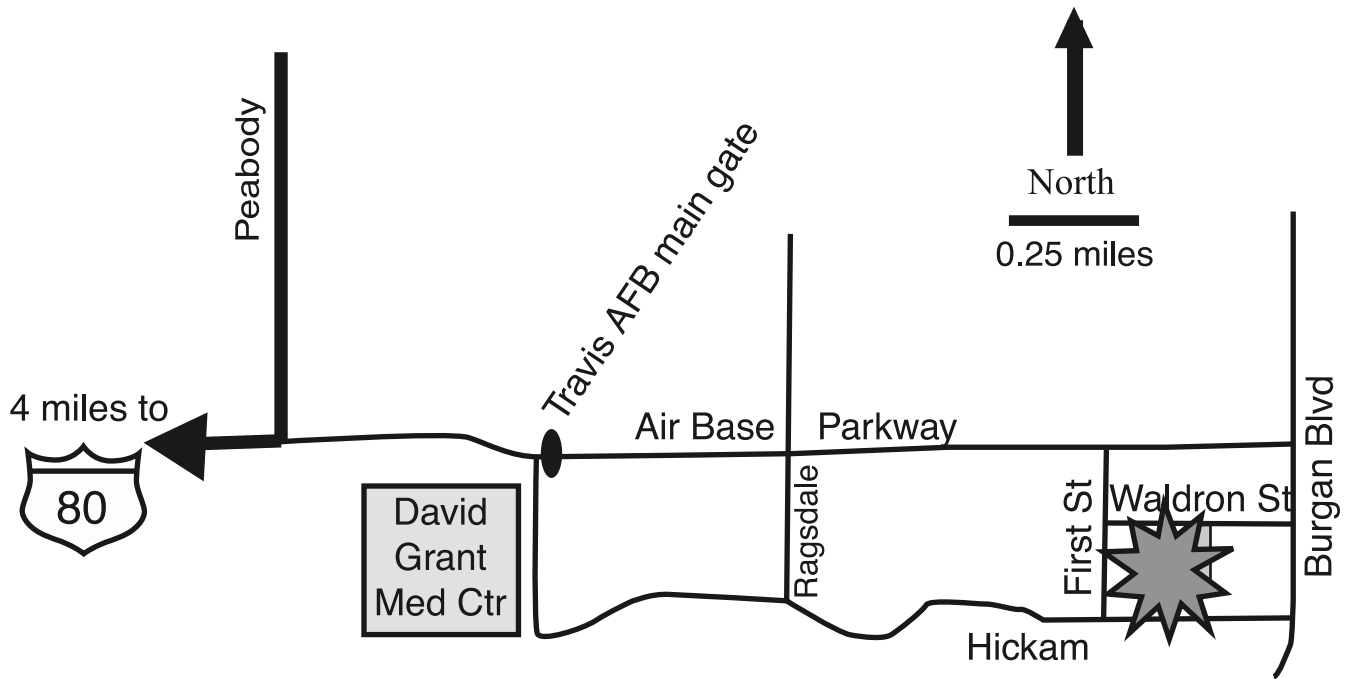 Peabody
Travis AFB main gate
North
0.25 miles
4 miles to
80
Air Base Parkway
David
Grant
Med Ctr
Ragsdale
First St
Waldron St
Burgan Blvd
Hickam